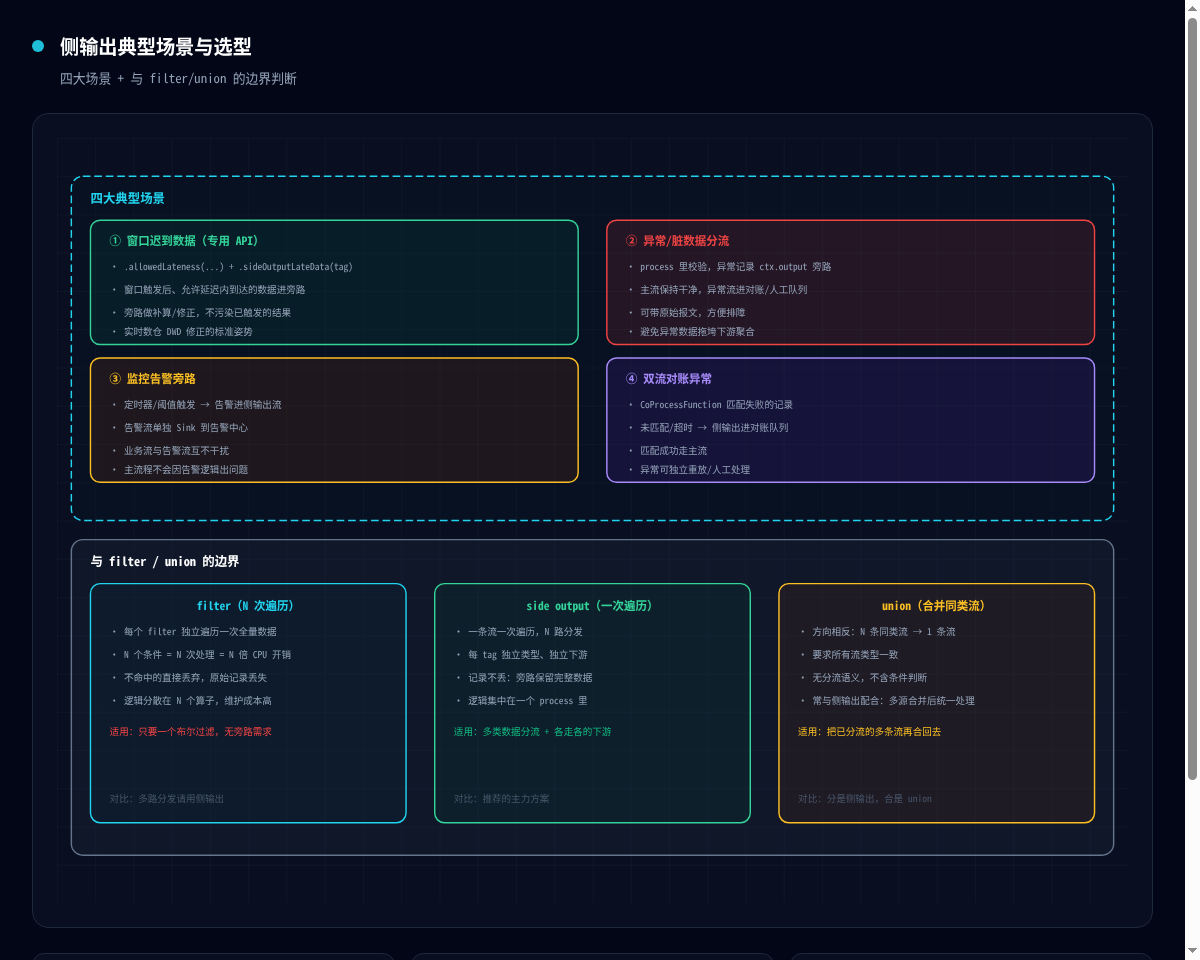 侧输出典型场景与选型
四大场景 + 与 filter/union 的边界判断
四大典型场景
① 窗口迟到数据（专用 API）
· .allowedLateness(...) + .sideOutputLateData(tag)
· 窗口触发后、允许延迟内到达的数据进旁路
· 旁路做补算/修正，不污染已触发的结果
· 实时数仓 DWD 修正的标准姿势
② 异常/脏数据分流
· process 里校验，异常记录 ctx.output 旁路
· 主流保持干净，异常流进对账/人工队列
· 可带原始报文，方便排障
· 避免异常数据拖垮下游聚合
③ 监控告警旁路
· 定时器/阈值触发 → 告警进侧输出流
· 告警流单独 Sink 到告警中心
· 业务流与告警流互不干扰
· 主流程不会因告警逻辑出问题
④ 双流对账异常
· CoProcessFunction 匹配失败的记录
· 未匹配/超时 → 侧输出进对账队列
· 匹配成功走主流
· 异常可独立重放/人工处理
与 filter / union 的边界
filter（N 次遍历）
· 每个 filter 独立遍历一次全量数据
· N 个条件 = N 次处理 = N 倍 CPU 开销
· 不命中的直接丢弃，原始记录丢失
· 逻辑分散在 N 个算子，维护成本高
适用：只要一个布尔过滤，无旁路需求
对比：多路分发请用侧输出
side output（一次遍历）
· 一条流一次遍历，N 路分发
· 每 tag 独立类型、独立下游
· 记录不丢：旁路保留完整数据
· 逻辑集中在一个 process 里
适用：多类数据分流 + 各走各的下游
对比：推荐的主力方案
union（合并同类流）
· 方向相反：N 条同类流 → 1 条流
· 要求所有流类型一致
· 无分流语义，不含条件判断
· 常与侧输出配合：多源合并后统一处理
适用：把已分流的多条流再合回去
对比：分是侧输出，合是 union